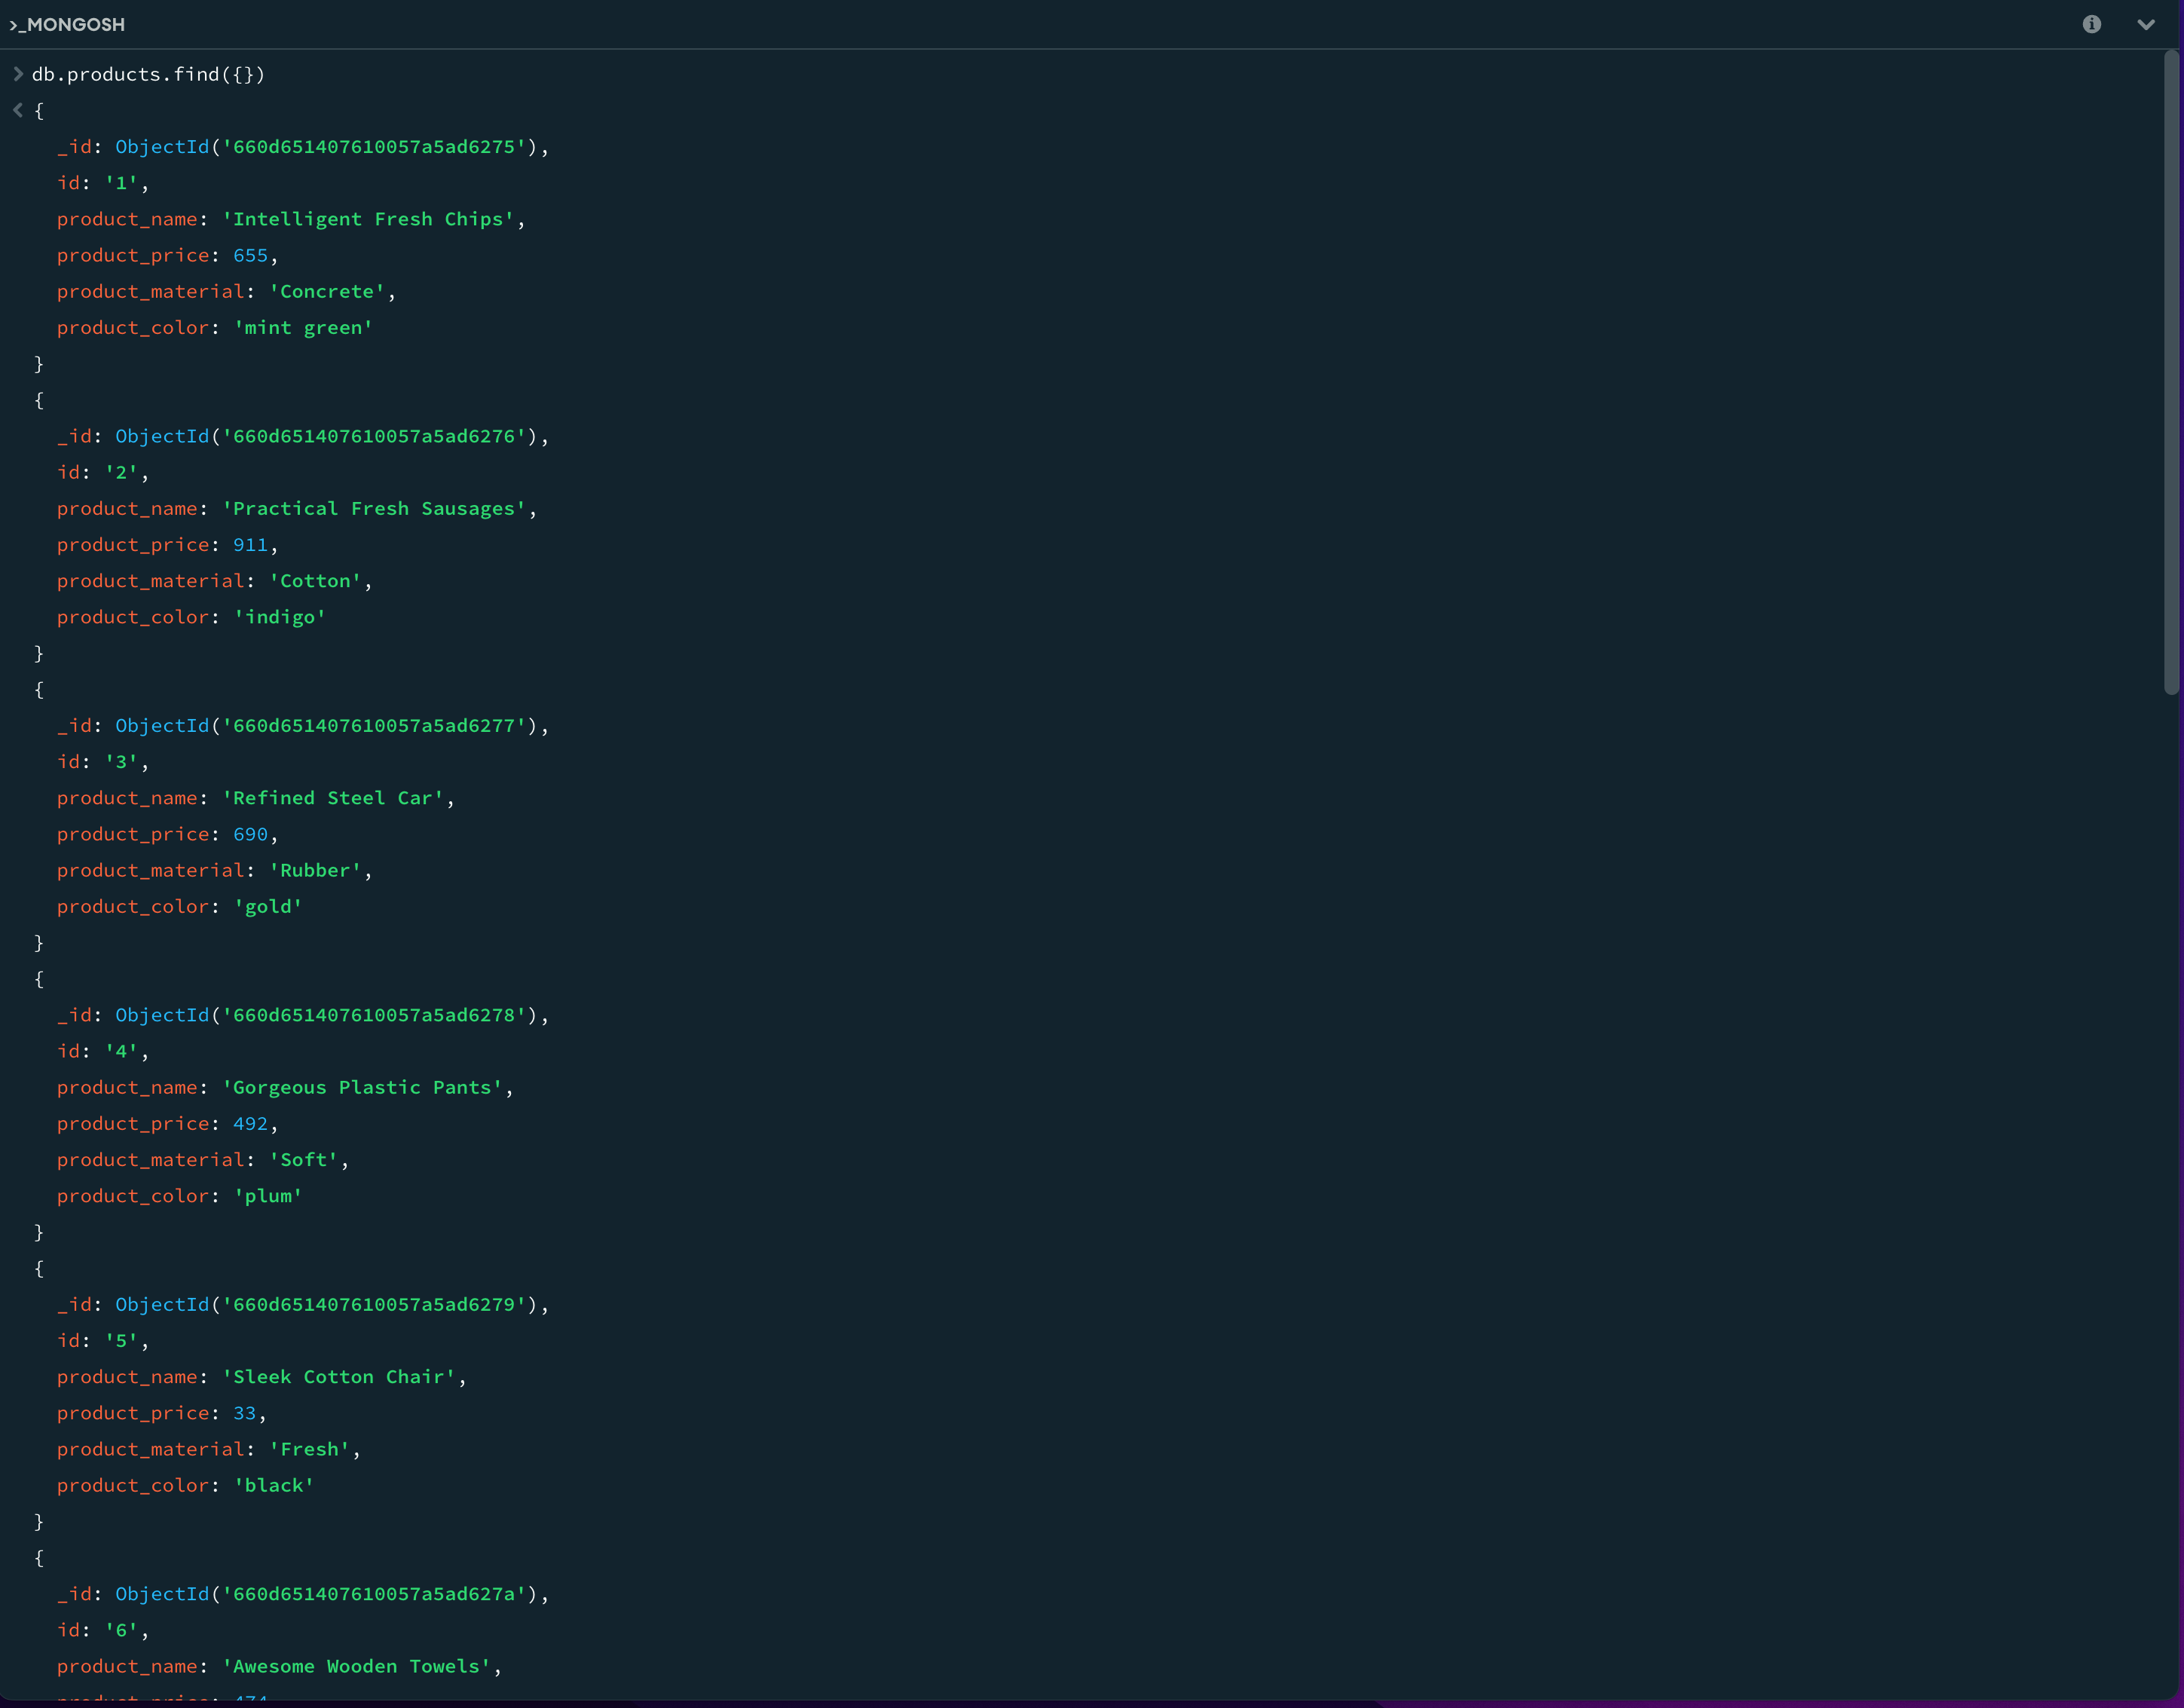 >_MONGOSH
> db.products.find({})
< {
_id: ObjectId('660d651407610057a5ad6275'),
id: '1',
product_name: 'Intelligent Fresh Chips',
product_price: 655,
product_material: 'Concrete',
product_color: 'mint green'
}
{
_id: ObjectId('660d651407610057a5ad6276'),
id: '2',
product_name: 'Practical Fresh Sausages',
product_price: 911,
product_material: 'Cotton',
product_color: 'indigo'
}
{
_id: ObjectId('660d651407610057a5ad6277'),
id: '3',
product_name: 'Refined Steel Car',
product_price: 690,
product_material: 'Rubber',
product_color: 'gold'
}
{
_id: ObjectId('660d651407610057a5ad6278'),
id: '4',
product_name: 'Gorgeous Plastic Pants',
product_price: 492,
product_material: 'Soft',
product_color: 'plum'
}
{
_id: ObjectId('660d651407610057a5ad6279'),
id: '5',
product_name: 'Sleek Cotton Chair',
product_price: 33,
product_material: 'Fresh',
product_color: 'black'
}
{
_id: ObjectId('660d651407610057a5ad627a'),
id: '6',
product_name: 'Awesome Wooden Towels',